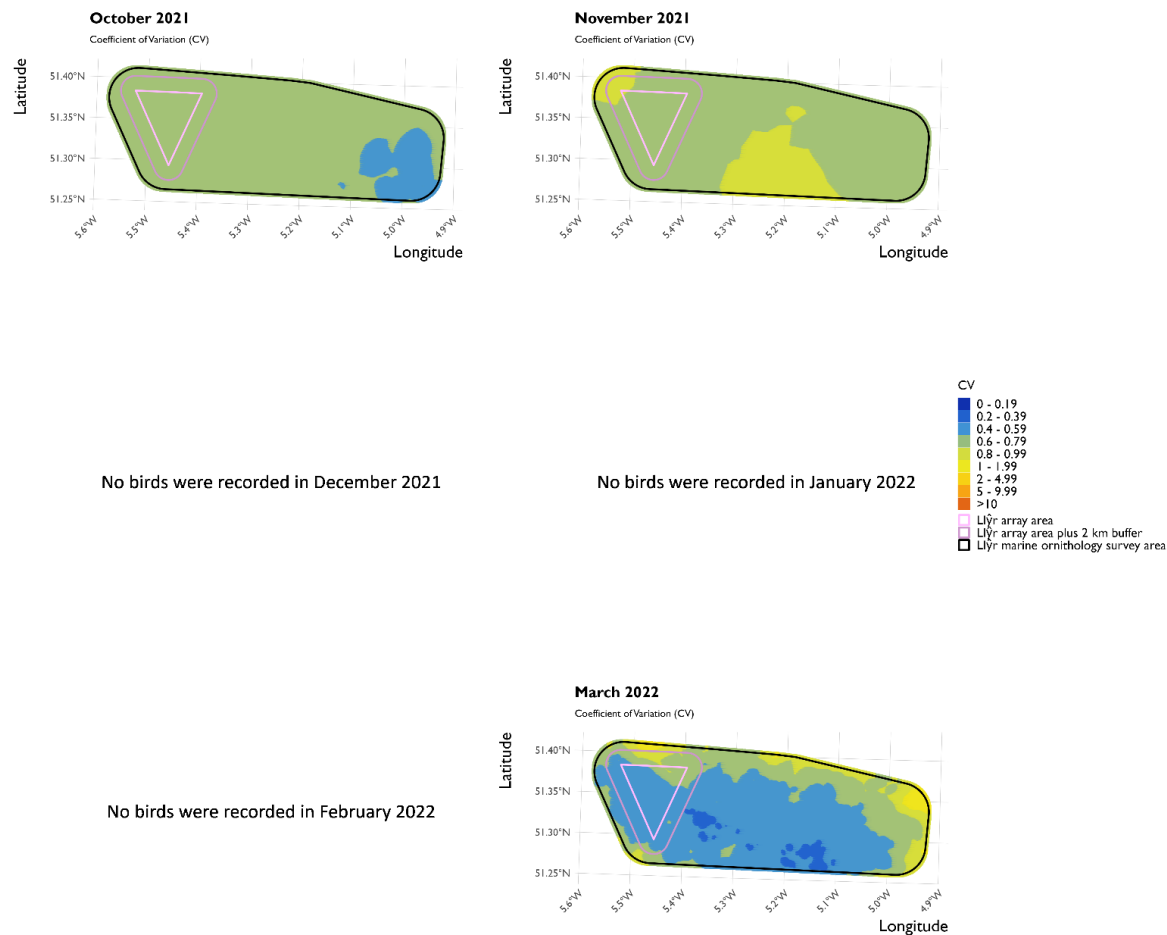 October 2021
Coefficient of Variation (CV)
Latitude
51.40°N
51.35°N
51.30°N
51.25°N
5.6°W
5.5°W
5.4°W
5.3°W
5.2°W
5.1°W
5.0°W
4.9°W
Longitude
November 2021
Coefficient of Variation (CV)
Latitude
51.40°N
51.35°N
51.30°N
51.25°N
5.6°W
5.5°W
5.4°W
5.3°W
5.2°W
5.1°W
5.0°W
4.9°W
Longitude
No birds were recorded in December 2021
No birds were recorded in January 2022
CV
0 - 0.19
0.2 - 0.39
0.4 - 0.59
0.6 - 0.79
0.8 - 0.99
1 - 1.99
2 - 4.99
5 - 9.99
>10
Llŷr array area
Llŷr array area plus 2 km buffer
Llŷr marine ornithology survey area
No birds were recorded in February 2022
March 2022
Coefficient of Variation (CV)
Latitude
51.40°N
51.35°N
51.30°N
51.25°N
5.6°W
5.5°W
5.4°W
5.3°W
5.2°W
5.1°W
5.0°W
4.9°W
Longitude